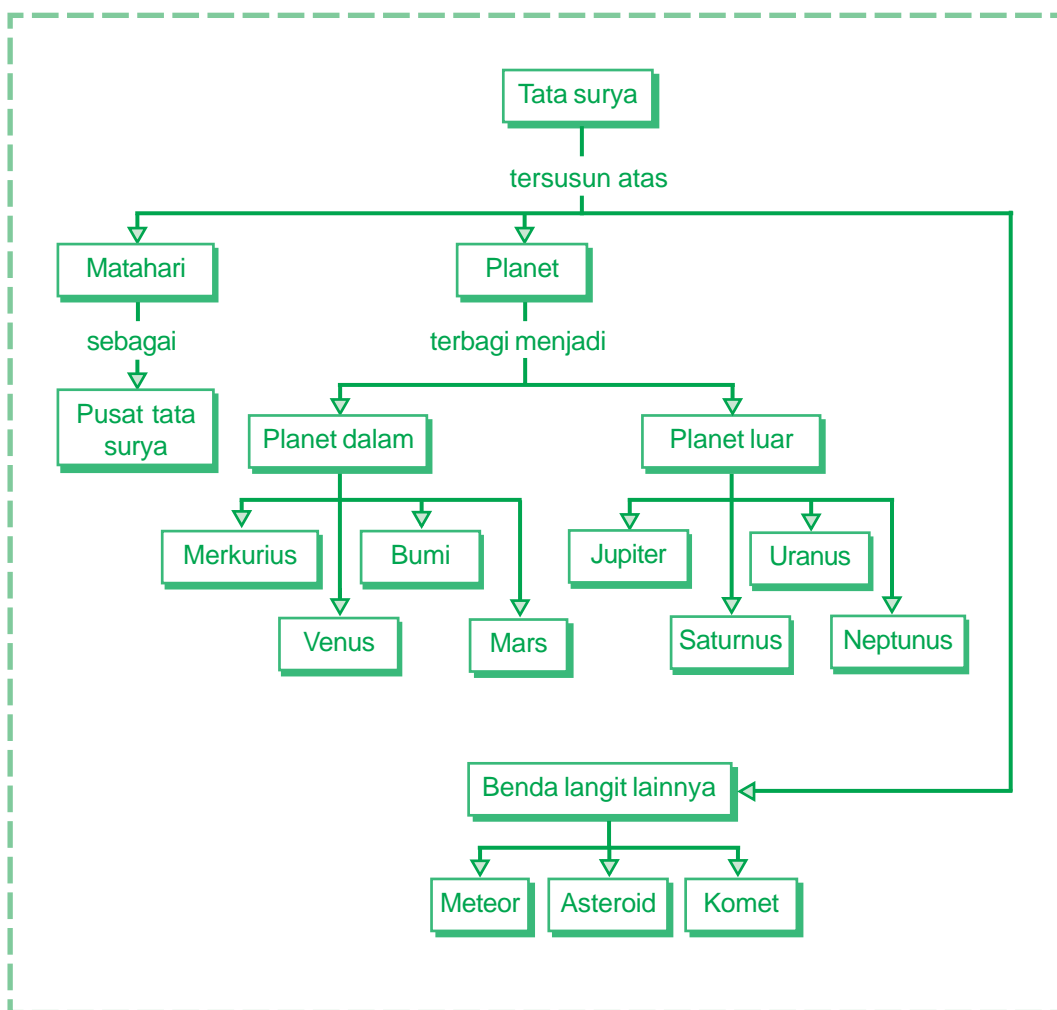 Tata surya
tersusun atas
Matahari
Planet
sebagai
terbagi menjadi
Pusat tata
surya
Planet dalam
Planet luar
Merkurius
Bumi
Jupiter
Uranus
Venus
Mars
Saturnus
Neptunus
Benda langit lainnya
Meteor
Asteroid
Komet